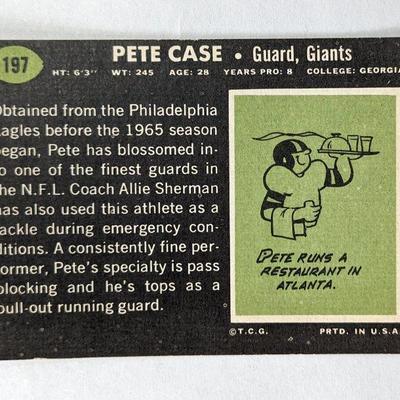 197
PETE CASE • Guard, Giants
HT: 6'3" WT: 245 AGE: 28 YEARS PRO: 8 COLLEGE: GEORGIA
Obtained from the Philadelphia
Eagles before the 1965 season
began, Pete has blossomed in-
to one of the finest guards in
the N.F.L. Coach Allie Sherman
has also used this athlete as a
tackle during emergency con-
ditions. A consistently fine per-
former, Pete's specialty is pass
blocking and he's tops as a
pull-out running guard.
PETE RUNS A
RESTAURANT IN
ATLANTA.
©T.C.G. PRTD. IN U.S.A.